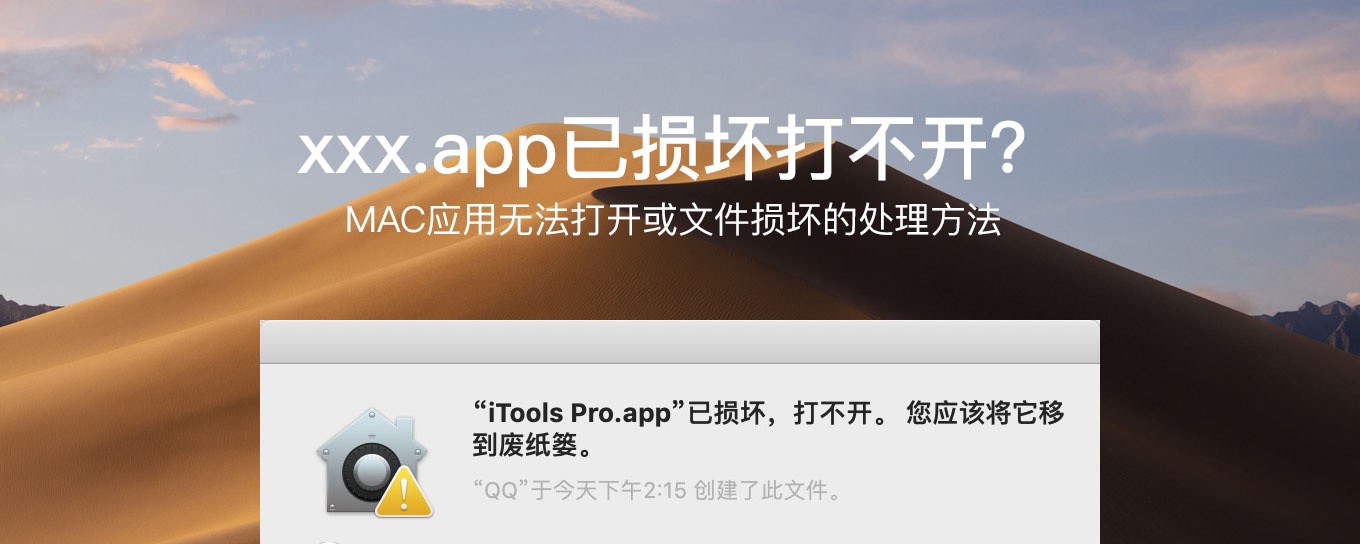 xxx.app已损坏打不开？
MAC应用无法打开或文件损坏的处理方法
“iTools Pro.app”已损坏，打不开。 您应该将它移
到废纸篓。
“QQ”于今天下午2:15 创建了此文件。